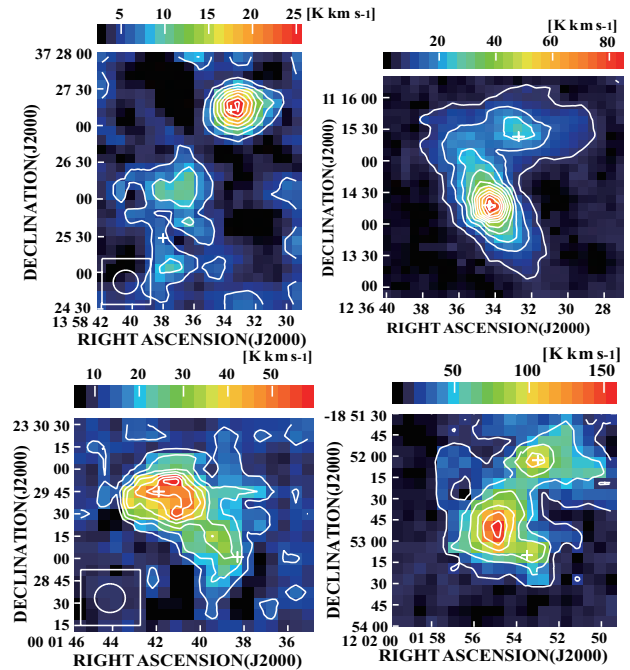 5 10 15 20 25 [K km s-1]
37 28 00
27 30
00
26 30
00
25 30
00
24 30
DECLINATION(J2000)
13 58 42 40 38 36 34 32 30
RIGHT ASCENSION(J2000)
[K km s-1]
20 40 60 80
11 16 00
15 30
00
14 30
00
13 30
00
DECLINATION(J2000)
12 36 40 38 36 34 32 30 28
RIGHT ASCENSION(J2000)
[K km s-1]
10 20 30 40 50
23 30 30
15
00
29 45
30
15
00
28 45
30
15
DECLINATION(J2000)
00 01 46 44 42 40 38 36
RIGHT ASCENSION(J2000)
[K km s-1]
50 100 150
-18 51 30
45
52 00
15
30
45
53 00
15
30
45
54 00
DECLINATION(J2000)
12 02 00 01 58 56 54 52 50
RIGHT ASCENSION(J2000)